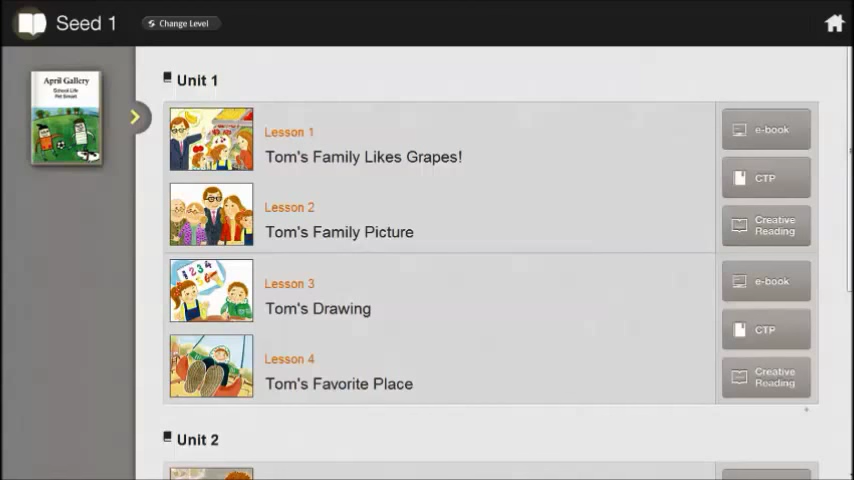 Seed 1
Change Level
April Gallery
School Life
Pet Smart
Unit 1
Lesson 1
Tom's Family Likes Grapes!
Lesson 2
Tom's Family Picture
e-book
CTP
Creative
Reading
Lesson 3
Tom's Drawing
Lesson 4
Tom's Favorite Place
e-book
CTP
Creative
Reading
Unit 2